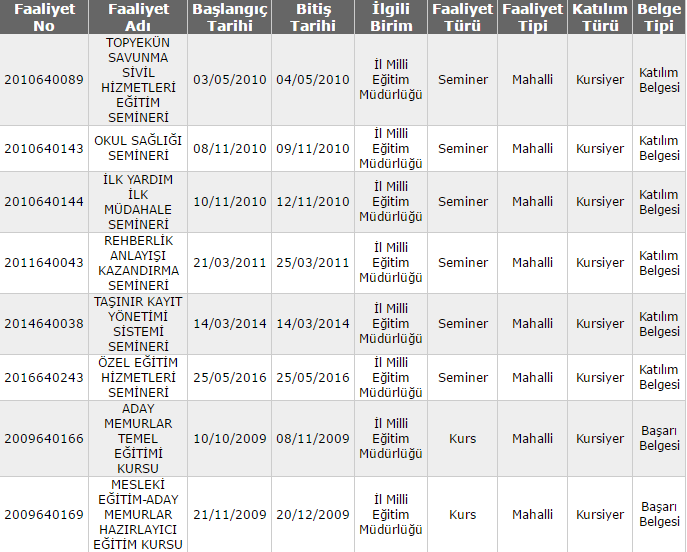 Faaliyet No Faaliyet Adı Başlangıç Tarihi Bitiş Tarihi İlgili Birim Faaliyet Türü Faaliyet Tipi Katılım Türü Belge Tipi
2010640089 TOPYEKÜN SAVUNMA SİVİL HİZMETLERİ EĞİTİM SEMİNERİ 03/05/2010 04/05/2010 İl Milli Eğitim Müdürlüğü Seminer Mahalli Kursiyer Katılım Belgesi
2010640143 OKUL SAĞLIĞI SEMİNERİ 08/11/2010 09/11/2010 İl Milli Eğitim Müdürlüğü Seminer Mahalli Kursiyer Katılım Belgesi
2010640144 İLK YARDIM İLK MÜDAHALE SEMİNERİ 10/11/2010 12/11/2010 İl Milli Eğitim Müdürlüğü Seminer Mahalli Kursiyer Katılım Belgesi
2011640043 REHBERLİK ANLAYIŞI KAZANDIRMA SEMİNERİ 21/03/2011 25/03/2011 İl Milli Eğitim Müdürlüğü Seminer Mahalli Kursiyer Katılım Belgesi
2014640038 TAŞINIR KAYIT YÖNETİMİ SİSTEMİ SEMİNERİ 14/03/2014 14/03/2014 İl Milli Eğitim Müdürlüğü Seminer Mahalli Kursiyer Katılım Belgesi
2016640243 ÖZEL EĞİTİM HİZMETLERİ SEMİNERİ 25/05/2016 25/05/2016 İl Milli Eğitim Müdürlüğü Seminer Mahalli Kursiyer Katılım Belgesi
2009640166 ADAY MEMURLAR TEMEL EĞİTİMİ KURSU 10/10/2009 08/11/2009 İl Milli Eğitim Müdürlüğü Kurs Mahalli Kursiyer Başarı Belgesi
2009640169 MESLEKİ EĞİTİM-ADAY MEMURLAR HAZIRLAYICI EĞİTİM KURSU 21/11/2009 20/12/2009 İl Milli Eğitim Müdürlüğü Kurs Mahalli Kursiyer Başarı Belgesi